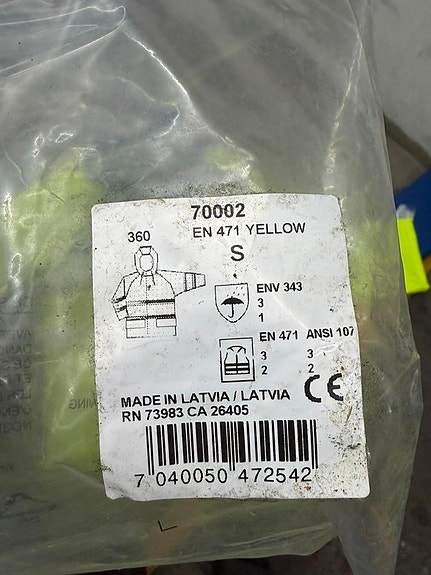 70002
360
EN 471 YELLOW
S
ENV 343
3
1
EN 471 ANSI 107
3 3
2 2
CE
MADE IN LATVIA / LATVIA
RN 73983 CA 26405
7 040050 472542